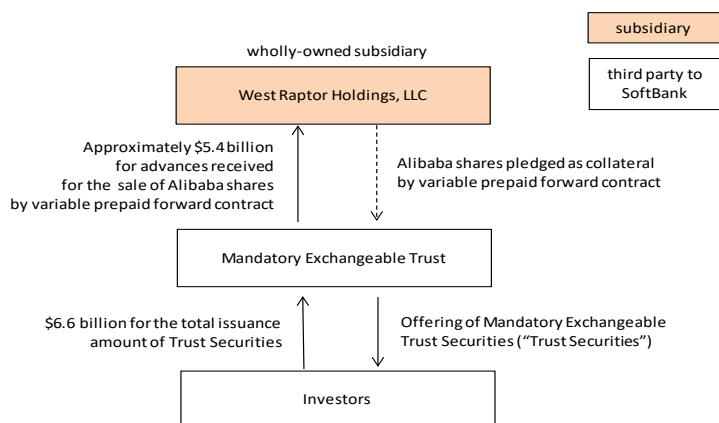 subsidiary
wholly-owned subsidiary
third party to
SoftBank
West Raptor Holdings, LLC
Approximately $5.4 billion
for advances received
for the sale of Alibaba shares
by variable prepaid forward contract
Alibaba shares pledged as collateral
by variable prepaid forward contract
Mandatory Exchangeable Trust
$6.6 billion for the total issuance
amount of Trust Securities
Offering of Mandatory Exchangeable
Trust Securities (“Trust Securities”)
Investors